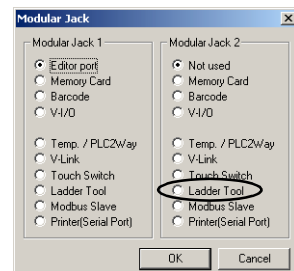 Modular Jack
Modular Jack 1
Editor port
Memory Card
Barcode
V-I/O
Temp. / PLC2Way
V-Link
Touch Switch
Ladder Tool
Modbus Slave
Printer(Serial Port)
Modular Jack 2
Not used
Memory Card
Barcode
V-I/O
Temp. / PLC2Way
V-Link
Touch Switch
Ladder Tool
Modbus Slave
Printer(Serial Port)
OK
Cancel